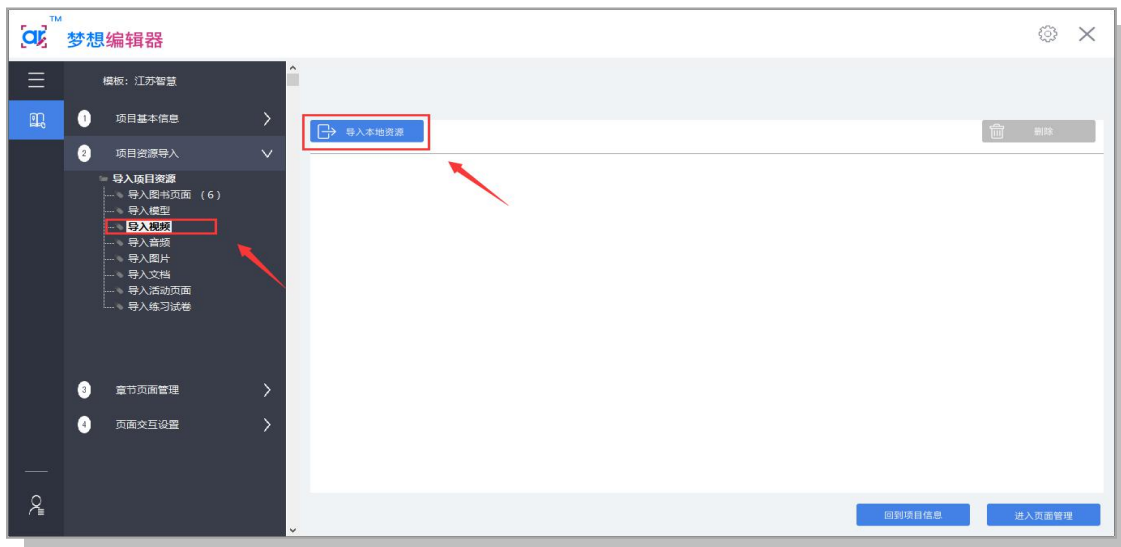 TM
ar 梦想编辑器
模板：江苏智慧
1 项目基本信息
2 项目资源导入
导入项目资源
导入图书页面 (6)
导入模型
导入视频
导入音频
导入图片
导入文档
导入活动页面
导入练习试卷
3 章节页面管理
4 页面交互设置
导入本地资源
删除
回到项目信息
进入页面管理